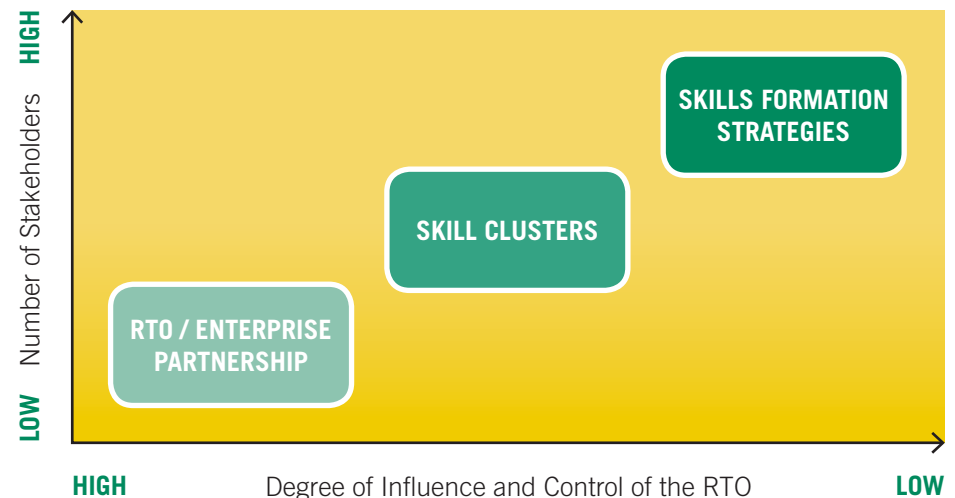 HIGH
Number of Stakeholders
LOW
SKILLS FORMATION
STRATEGIES
SKILL CLUSTERS
RTO / ENTERPRISE
PARTNERSHIP
HIGH
Degree of Influence and Control of the RTO
LOW